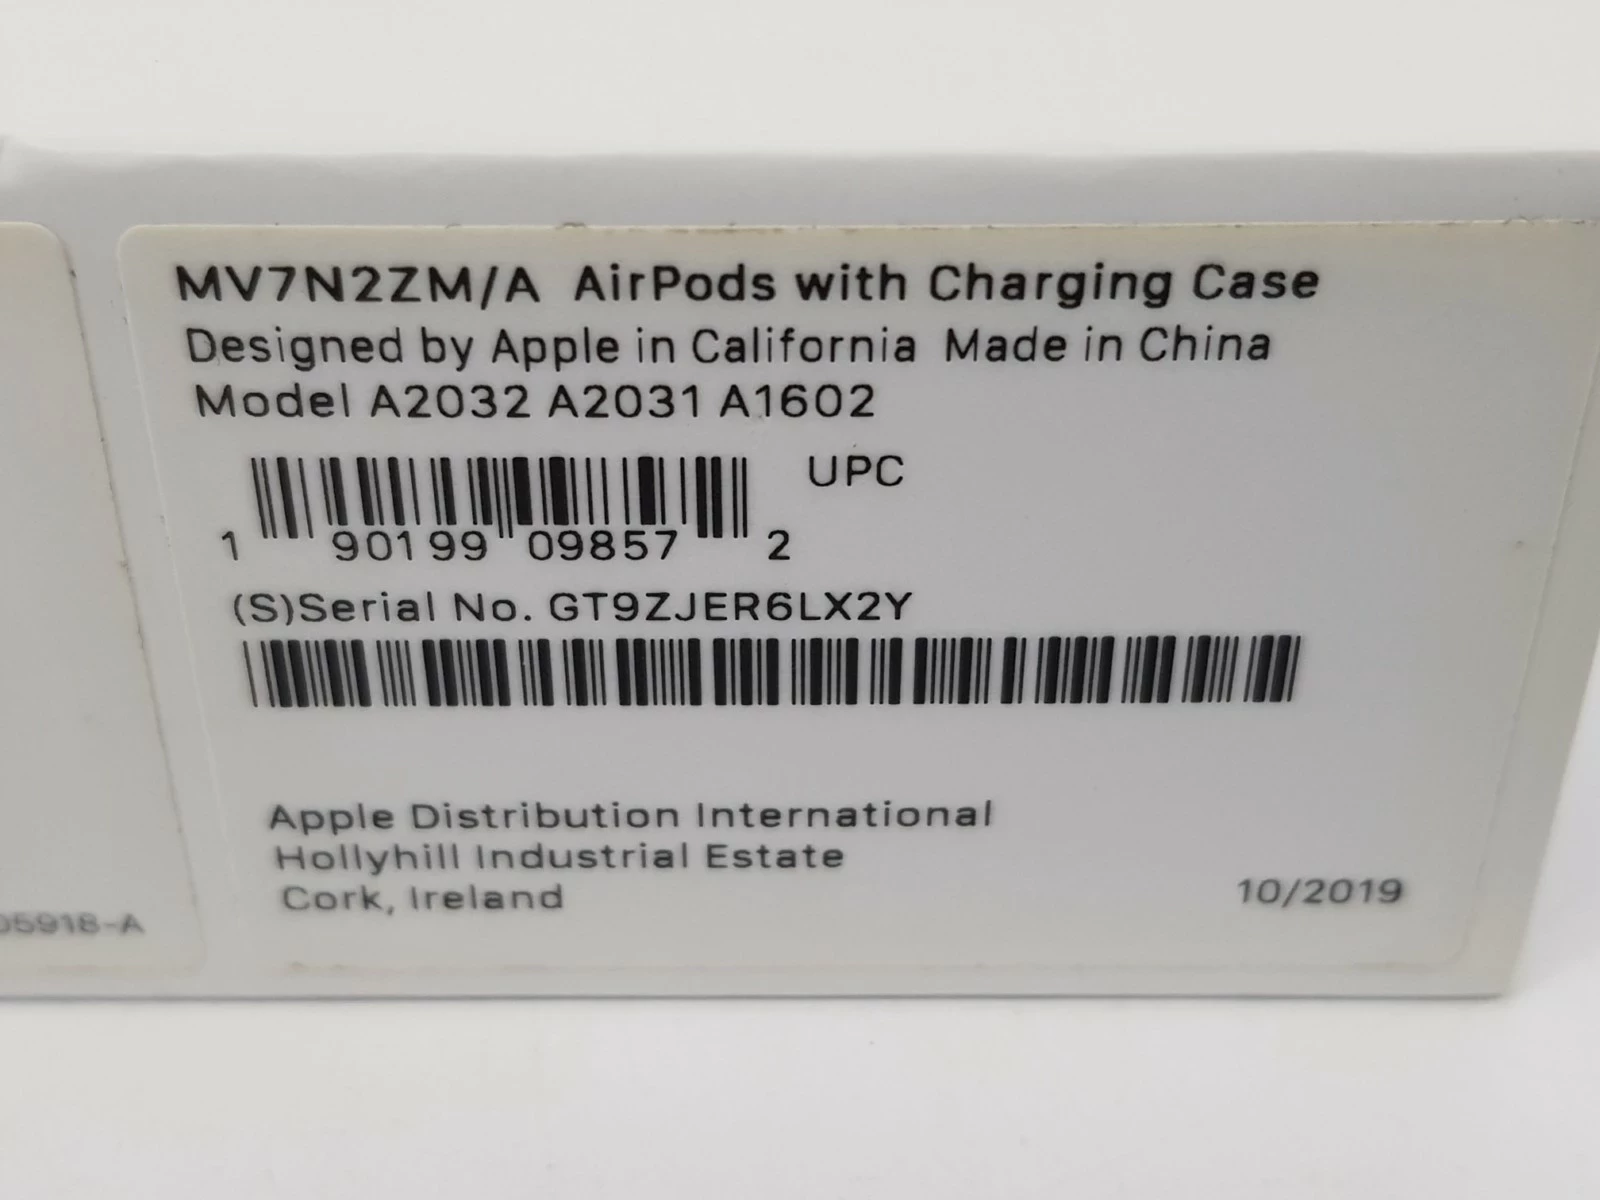 MV7N2ZM/A AirPods with Charging Case
Designed by Apple in California Made in China
Model A2032 A2031 A1602
UPC
1 90199 09857 2
(S)Serial No. GT9ZJER6LX2Y
Apple Distribution International
Hollyhill Industrial Estate
Cork, Ireland
10/2019
05918-A